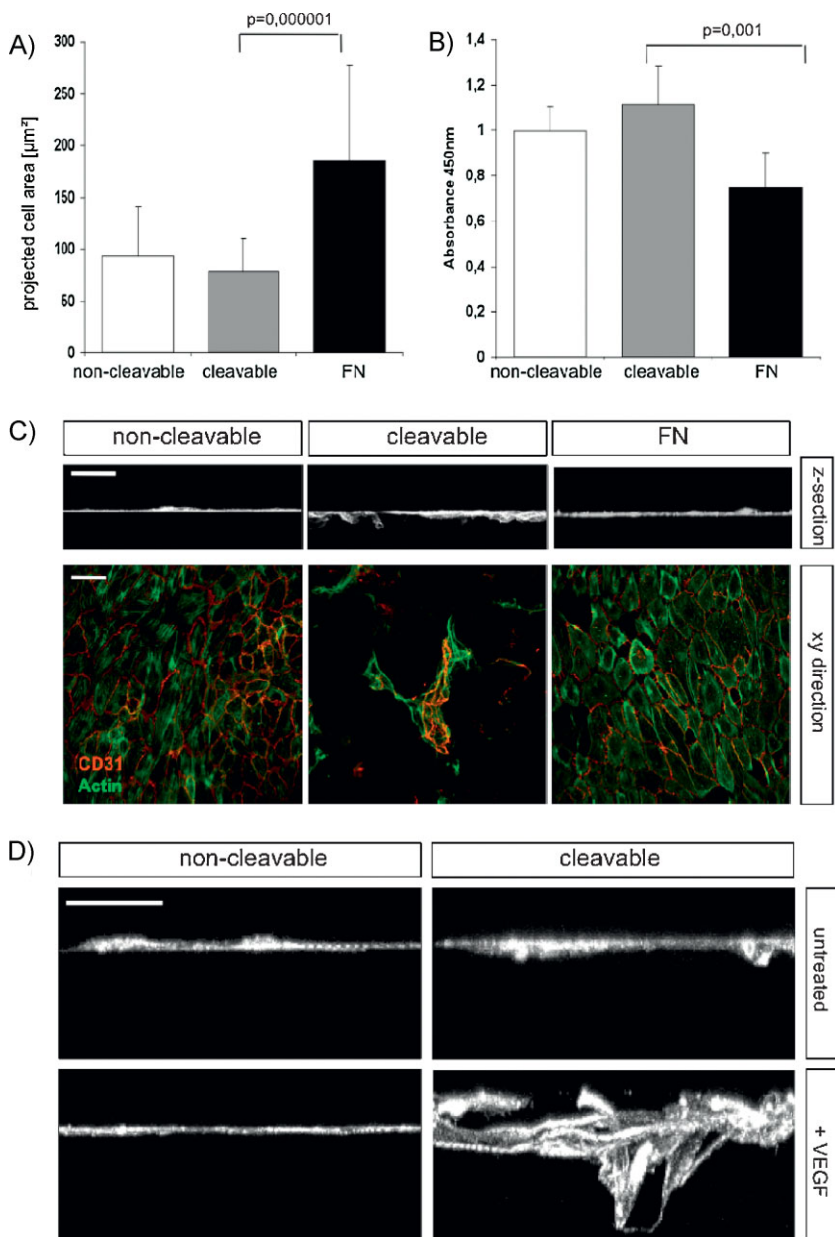 A)
p=0,000001
projected cell area [µm²]
300
250
200
150
100
50
0
non-cleavable
cleavable
FN
B)
p=0,001
Absorbance 450nm
1,4
1,2
1
0,8
0,6
0,4
0,2
0
non-cleavable
cleavable
FN
C)
non-cleavable
cleavable
FN
z-section
xy direction
CD31
Actin
D)
non-cleavable
cleavable
untreated
+ VEGF